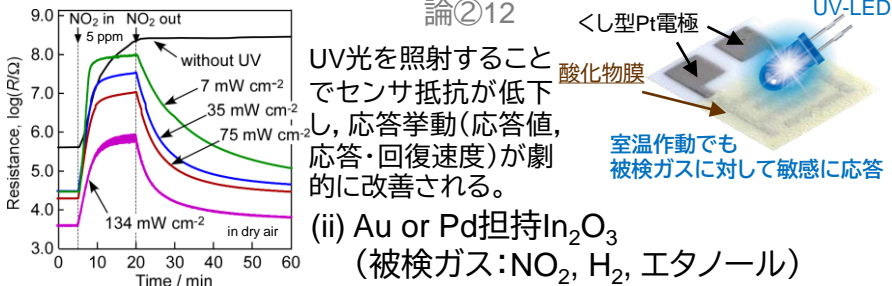 論②12
NO₂ in
NO₂ out
5 ppm
without UV
7 mW cm⁻²
35 mW cm⁻²
75 mW cm⁻²
134 mW cm⁻²
in dry air
Resistance, log(R/Ω)
9.0
8.0
7.0
6.0
5.0
4.0
3.0
0
10
20
30
40
50
60
Time / min
UV光を照射すること
でセンサ抵抗が低下
し，応答挙動（応答値，
応答・回復速度）が劇
的に改善される。
UV-LED
くし型Pt電極
酸化物膜
室温作動でも
被検ガスに対して敏感に応答
(ii) Au or Pd担持In₂O₃
（被検ガス：NO₂, H₂, エタノール）